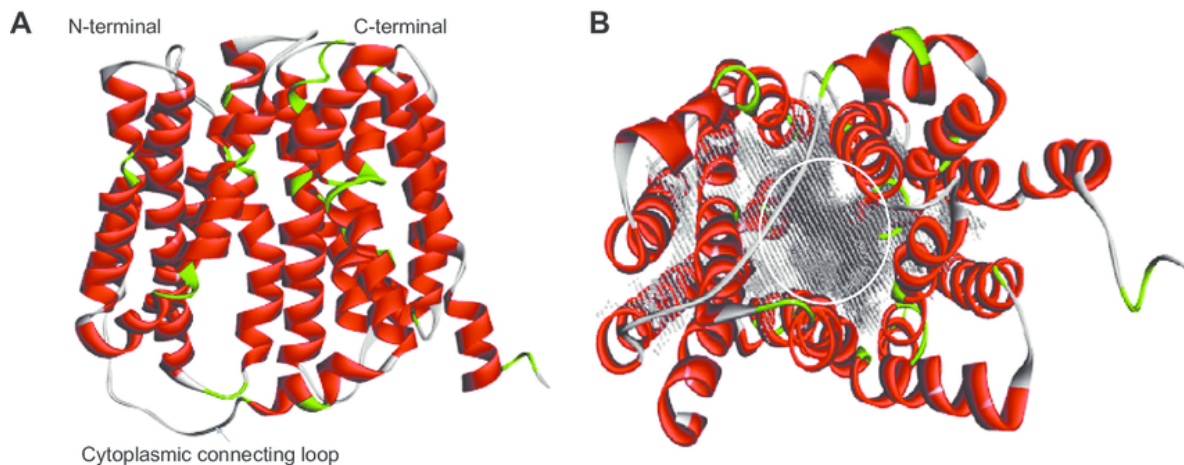 A
N-terminal
C-terminal
B
Cytoplasmic connecting loop